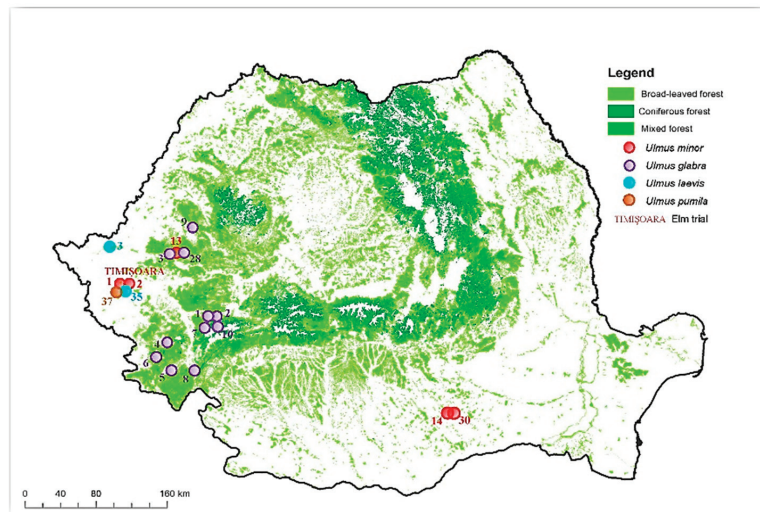 Legend
Broad-leaved forest
Coniferous forest
Mixed forest
Ulmus minor
Ulmus glabra
Ulmus laevis
Ulmus pumila
TIMIŞOARA Elm trial
9
3
13
3 28
TIMIŞOARA
1 2
37 35
1 2
7 10
4
6
5 8
14 30
0 40 80 160 km